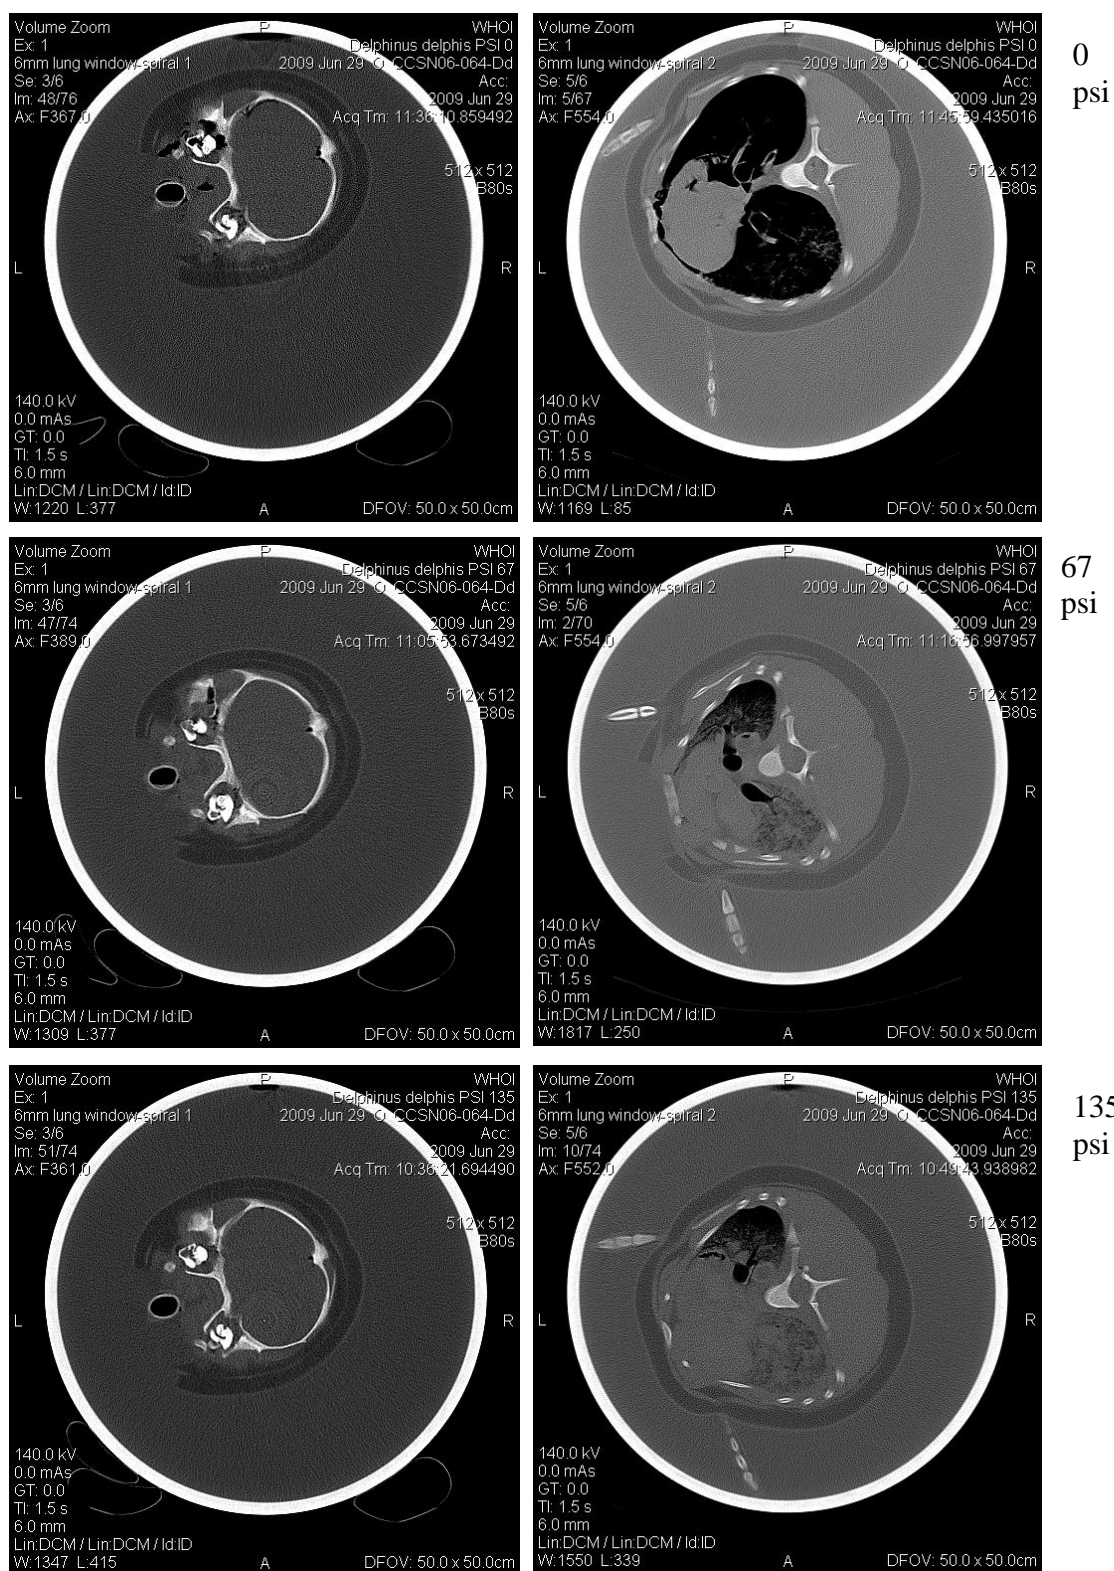 Volume Zoom
WHOI
Ex: 1
Delphinus delphis PSI 0
6mm lung window-spiral 1
2009 Jun 29 O CCSN06-064-Dd
Se: 3/6
Acc:
Im: 48/76
2009 Jun 29
Ax: F367.0
Acq Tm: 11:36:10.859492
P
512 x 512
B80s
L
R
140.0 kV
0.0 mAs
GT: 0.0
TI: 1.5 s
6.0 mm
Lin:DCM / Lin:DCM / Id:ID
W:1220 L:377
A
DFOV: 50.0 x 50.0cm
Volume Zoom
WHOI
Ex: 1
Delphinus delphis PSI 0
6mm lung window-spiral 2
2009 Jun 29 O CCSN06-064-Dd
Se: 5/6
Acc:
Im: 5/67
2009 Jun 29
Ax: F554.0
Acq Tm: 11:45:59.435016
P
512 x 512
B80s
L
R
140.0 kV
0.0 mAs
GT: 0.0
TI: 1.5 s
6.0 mm
Lin:DCM / Lin:DCM / Id:ID
W:1169 L:85
A
DFOV: 50.0 x 50.0cm
0
psi
Volume Zoom
WHOI
Ex: 1
Delphinus delphis PSI 67
6mm lung window-spiral 1
2009 Jun 29 O CCSN06-064-Dd
Se: 3/6
Acc:
Im: 47/74
2009 Jun 29
Ax: F389.0
Acq Tm: 11:05:53.673492
P
512 x 512
B80s
L
R
140.0 kV
0.0 mAs
GT: 0.0
TI: 1.5 s
6.0 mm
Lin:DCM / Lin:DCM / Id:ID
W:1309 L:377
A
DFOV: 50.0 x 50.0cm
Volume Zoom
WHOI
Ex: 1
Delphinus delphis PSI 67
6mm lung window-spiral 2
2009 Jun 29 O CCSN06-064-Dd
Se: 5/6
Acc:
Im: 2/70
2009 Jun 29
Ax: F554.0
Acq Tm: 11:16:56.997957
P
512 x 512
B80s
L
R
140.0 kV
0.0 mAs
GT: 0.0
TI: 1.5 s
6.0 mm
Lin:DCM / Lin:DCM / Id:ID
W:1817 L:250
A
DFOV: 50.0 x 50.0cm
67
psi
Volume Zoom
WHOI
Ex: 1
Delphinus delphis PSI 135
6mm lung window-spiral 1
2009 Jun 29 O CCSN06-064-Dd
Se: 3/6
Acc:
Im: 51/74
2009 Jun 29
Ax: F361.0
Acq Tm: 10:36:21.694490
P
512 x 512
B80s
L
R
140.0 kV
0.0 mAs
GT: 0.0
TI: 1.5 s
6.0 mm
Lin:DCM / Lin:DCM / Id:ID
W:1347 L:415
A
DFOV: 50.0 x 50.0cm
Volume Zoom
WHOI
Ex: 1
Delphinus delphis PSI 135
6mm lung window-spiral 2
2009 Jun 29 O CCSN06-064-Dd
Se: 5/6
Acc:
Im: 10/74
2009 Jun 29
Ax: F552.0
Acq Tm: 10:49:43.938982
P
512 x 512
B80s
L
R
140.0 kV
0.0 mAs
GT: 0.0
TI: 1.5 s
6.0 mm
Lin:DCM / Lin:DCM / Id:ID
W:1550 L:339
A
DFOV: 50.0 x 50.0cm
135
psi